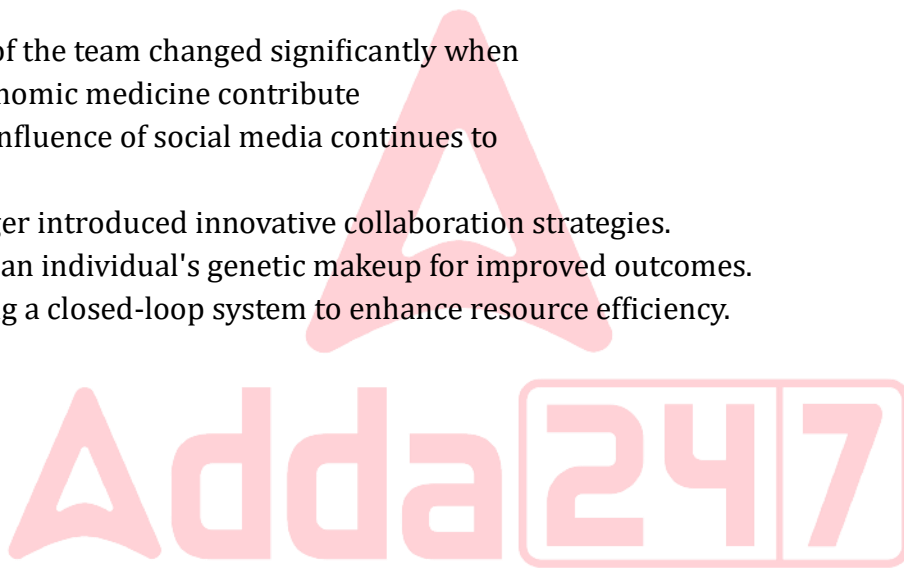 of the team changed significantly when
nomic medicine contribute
nfluence of social media continues to
ger introduced innovative collaboration strategies.
an individual's genetic makeup for improved outcomes.
g a closed-loop system to enhance resource efficiency.
Adda247